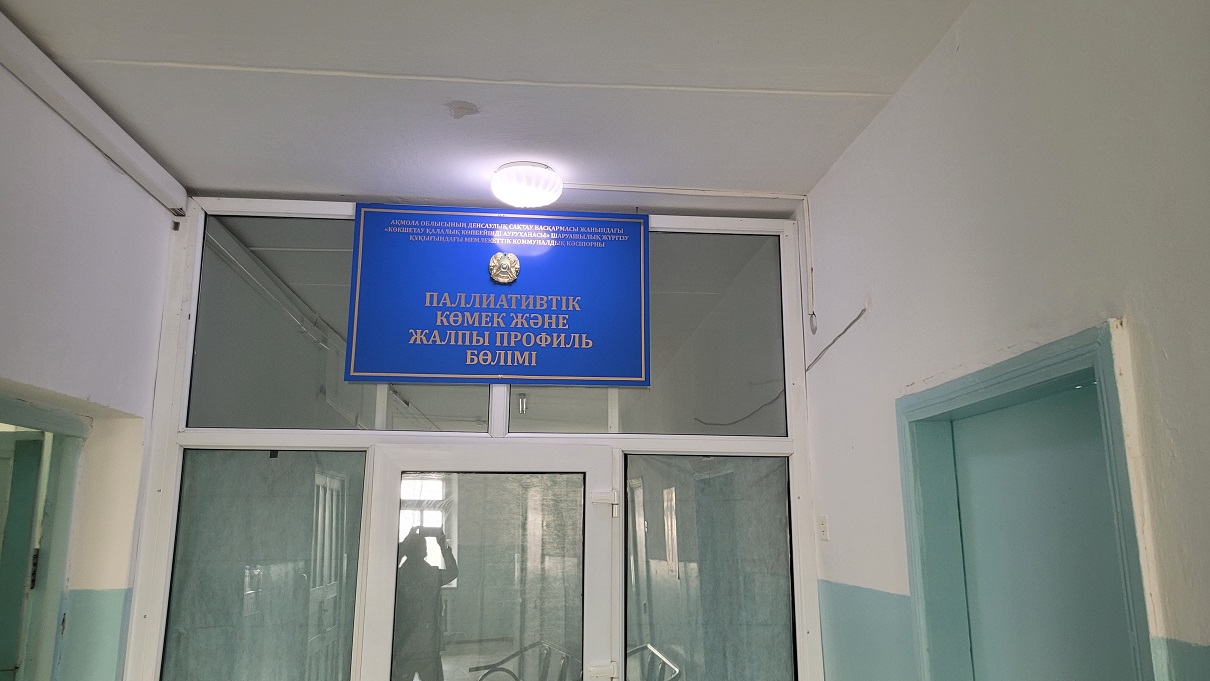 АҚМОЛА ОБЛЫСЫНЫҢ ДЕНСАУЛЫҚ САҚТАУ БАСҚАРМАСЫ ЖАНЫНДАҒЫ
«КӨКШЕТАУ ҚАЛАЛЫҚ КӨПБЕЙІНДІ АУРУХАНАСЫ» ШАРУАШЫЛЫҚ ЖҮРГІЗУ
ҚҰҚЫҒЫНДАҒЫ МЕМЛЕКЕТТІК КОММУНАЛДЫҚ КӘСІПОРНЫ
ПАЛЛИАТИВТІК
КӨМЕК ЖӘНЕ
ЖАЛПЫ ПРОФИЛЬ
БӨЛІМІ